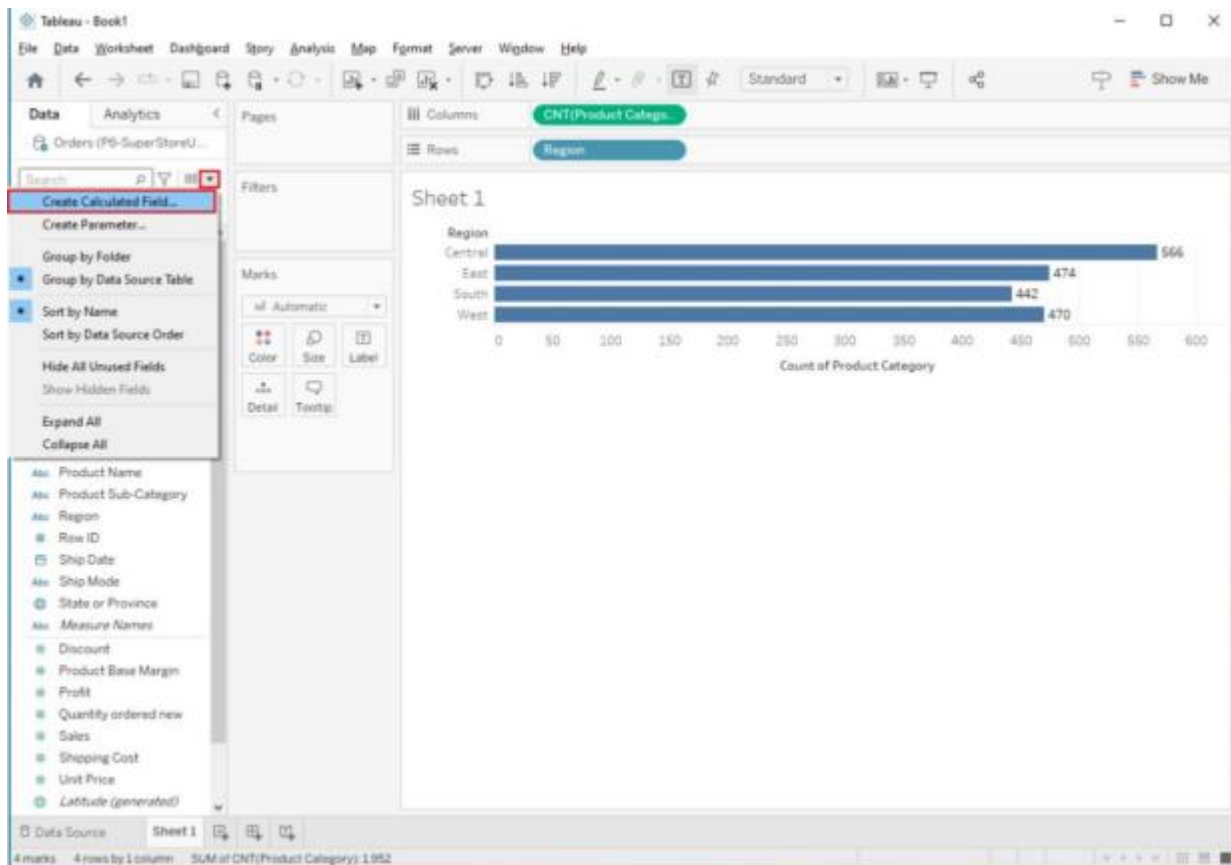 Tableau - Book1
File Data Worksheet Dashboard Story Analysis Map Format Server Window Help
Standard
Show Me
Data Analytics
Orders (P6-SuperStoreU...
Search
Create Calculated Field...
Create Parameter...
Group by Folder
Group by Data Source Table
Sort by Name
Sort by Data Source Order
Hide All Unused Fields
Show Hidden Fields
Expand All
Collapse All
Abc Product Name
Abc Product Sub-Category
Abc Region
# Row ID
Ship Date
Abc Ship Mode
State or Province
Abc Measure Names
# Discount
# Product Base Margin
# Profit
# Quantity ordered new
# Sales
# Shipping Cost
# Unit Price
Latitude (generated)
Pages
Filters
Marks
Automatic
Color Size Label
Detail Tooltip
Columns CNT(Product Catego...
Rows Region
Sheet 1
Region
Central 566
East 474
South 442
West 470
0 50 100 150 200 250 300 350 400 450 500 550 600
Count of Product Category
Data Source Sheet 1
4 marks 4 rows by 1 column SUM of CNT(Product Category): 1,952